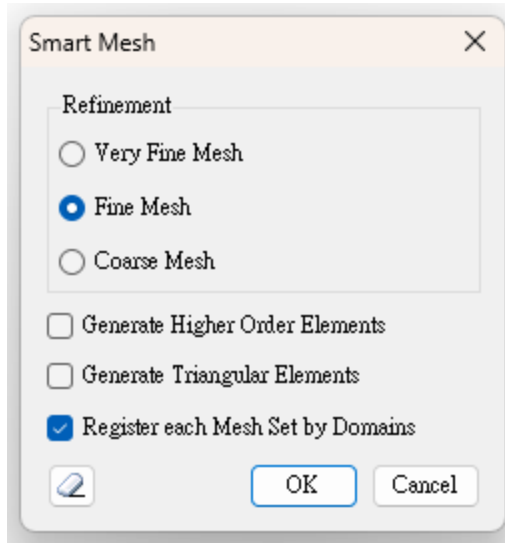 Smart Mesh
Refinement
Very Fine Mesh
Fine Mesh
Coarse Mesh
Generate Higher Order Elements
Generate Triangular Elements
Register each Mesh Set by Domains
OK
Cancel